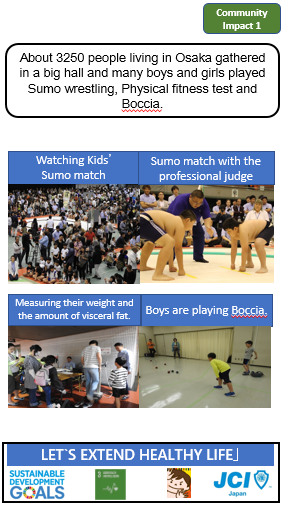 Community
Impact 1
About 3250 people living in Osaka gathered
in a big hall and many boys and girls played
Sumo wrestling, Physical fitness test and
Boccia.
Watching Kids’
Sumo match
Sumo match with the
professional judge
Measuring their weight and
the amount of visceral fat.
Boys are playing Boccia.
LET`S EXTEND HEALTHY LIFE」
SUSTAINABLE
DEVELOPMENT
GOALS
JCI
Japan